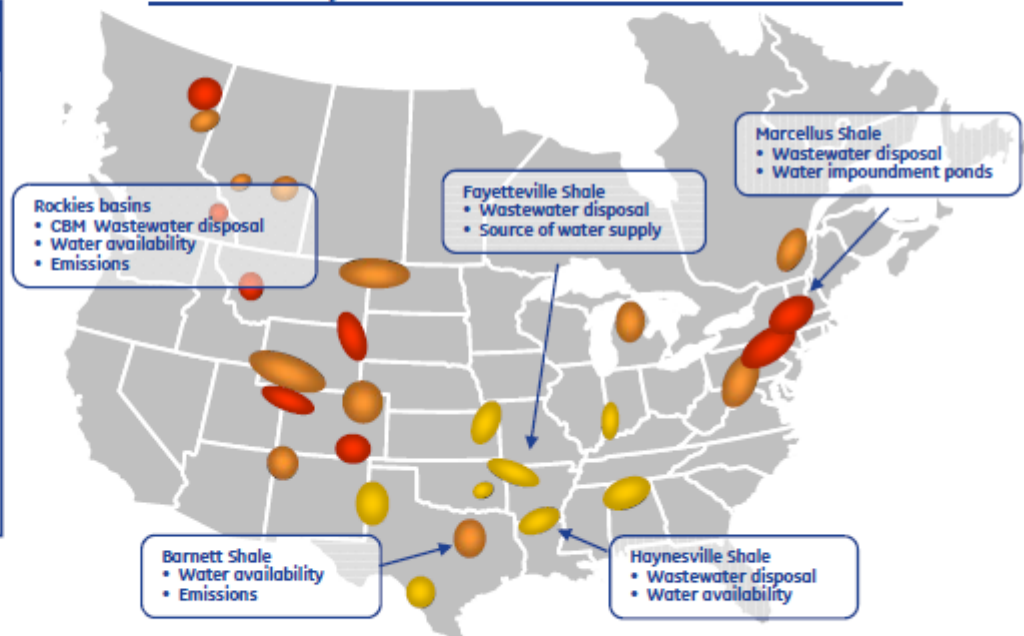 Marcellus Shale
• Wastewater disposal
• Water impoundment ponds
Fayetteville Shale
• Wastewater disposal
• Source of water supply
Rockies basins
• CBM Wastewater disposal
• Water availability
• Emissions
Barnett Shale
• Water availability
• Emissions
Haynesville Shale
• Wastewater disposal
• Water availability